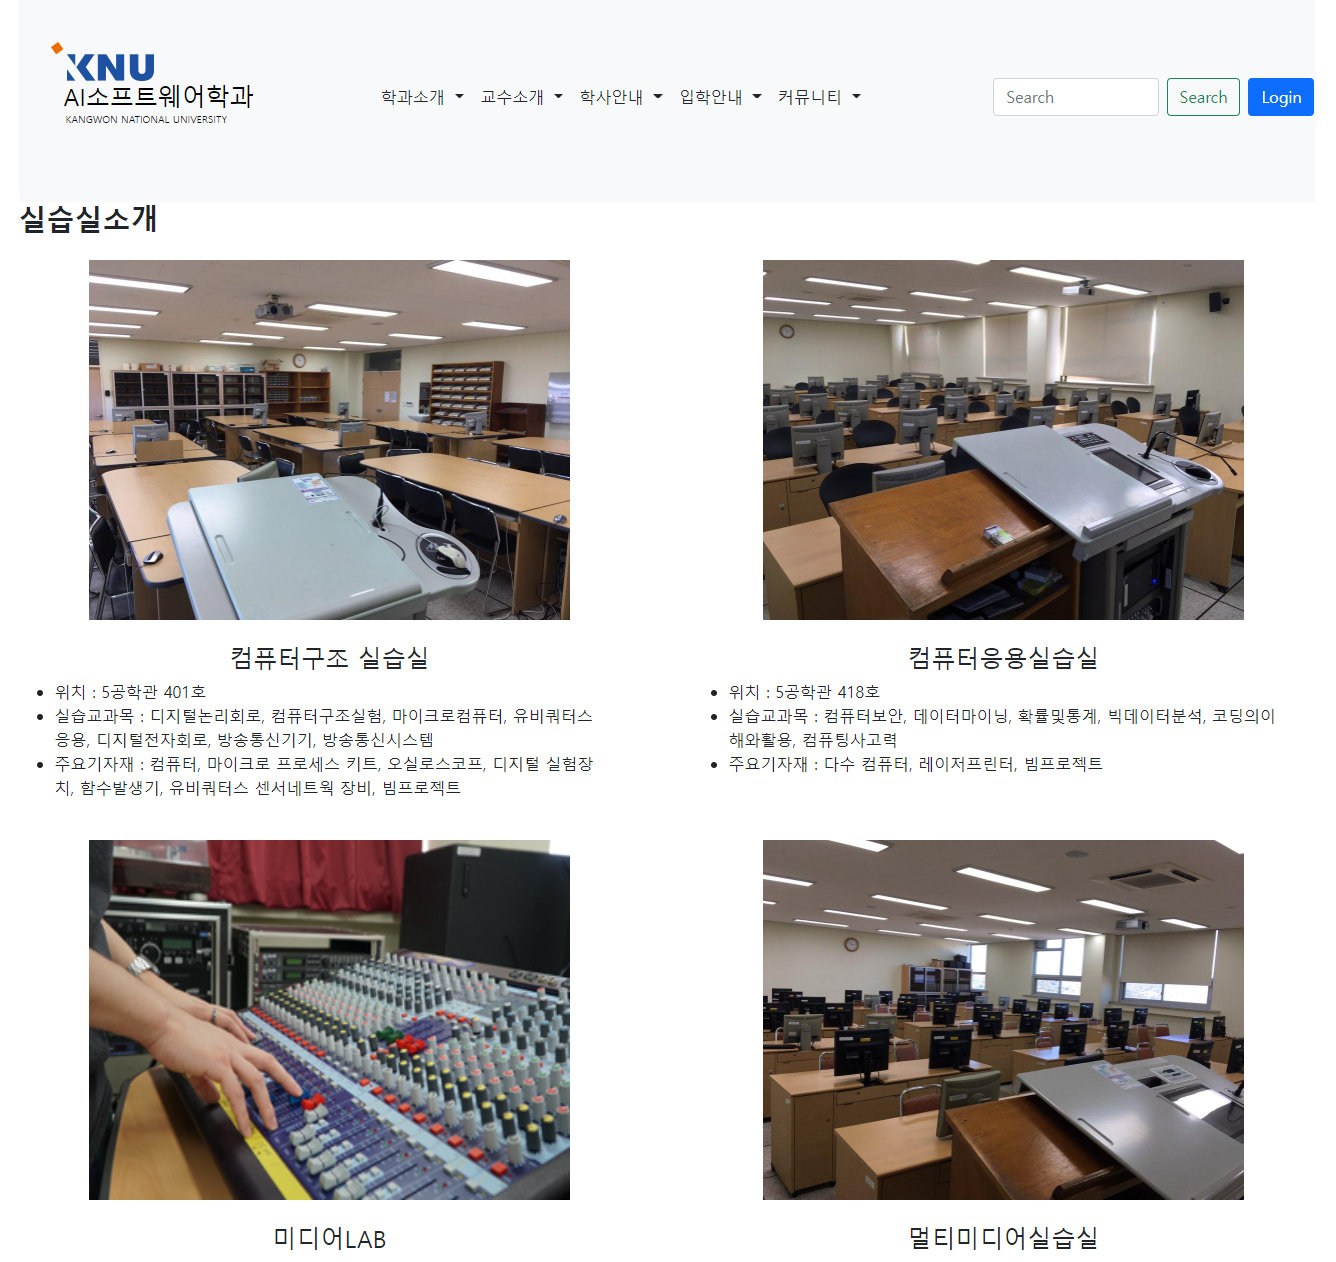 KNU
AI소프트웨어학과
KANGWON NATIONAL UNIVERSITY
학과소개 교수소개 학사안내 입학안내 커뮤니티
Search Search Login
실습실소개
컴퓨터구조 실습실
위치 : 5공학관 401호
실습교과목 : 디지털논리회로, 컴퓨터구조실험, 마이크로컴퓨터, 유비쿼터스
응용, 디지털전자회로, 방송통신기기, 방송통신시스템
주요기자재 : 컴퓨터, 마이크로 프로세스 키트, 오실로스코프, 디지털 실험장
치, 함수발생기, 유비쿼터스 센서네트웍 장비, 빔프로젝트
컴퓨터응용실습실
위치 : 5공학관 418호
실습교과목 : 컴퓨터보안, 데이터마이닝, 확률및통계, 빅데이터분석, 코딩의이
해와활용, 컴퓨팅사고력
주요기자재 : 다수 컴퓨터, 레이저프린터, 빔프로젝트
미디어LAB
멀티미디어실습실